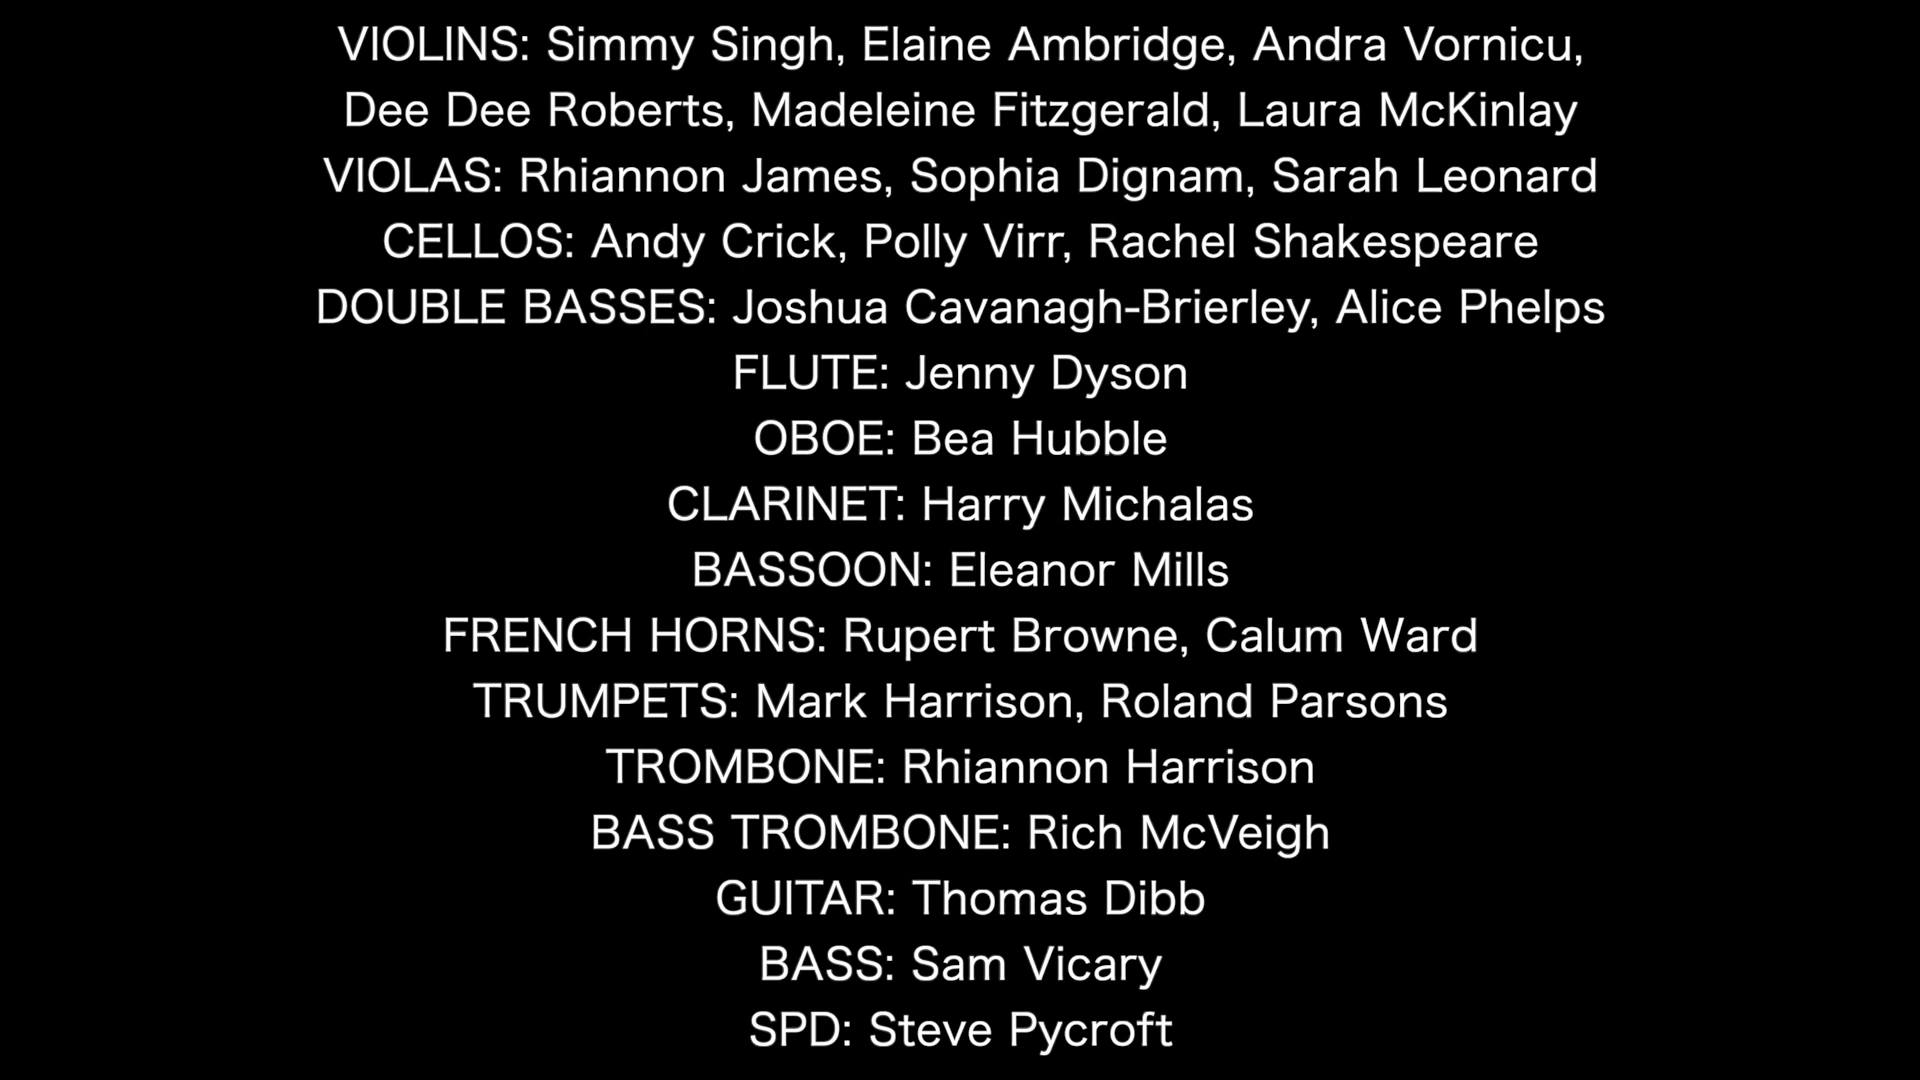 VIOLINS: Simmy Singh, Elaine Ambridge, Andra Vornicu,
Dee Dee Roberts, Madeleine Fitzgerald, Laura McKinlay
VIOLAS: Rhiannon James, Sophia Dignam, Sarah Leonard
CELLOS: Andy Crick, Polly Virr, Rachel Shakespeare
DOUBLE BASSES: Joshua Cavanagh-Brierley, Alice Phelps
FLUTE: Jenny Dyson
OBOE: Bea Hubble
CLARINET: Harry Michalas
BASSOON: Eleanor Mills
FRENCH HORNS: Rupert Browne, Calum Ward
TRUMPETS: Mark Harrison, Roland Parsons
TROMBONE: Rhiannon Harrison
BASS TROMBONE: Rich McVeigh
GUITAR: Thomas Dibb
BASS: Sam Vicary
SPD: Steve Pycroft